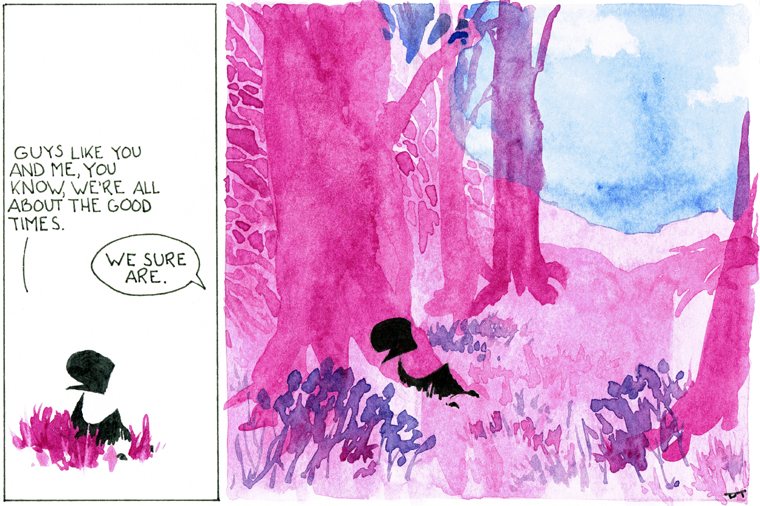 GUYS LIKE YOU
AND ME, YOU
KNOW, WE'RE ALL
ABOUT THE GOOD
TIMES.
WE SURE
ARE.